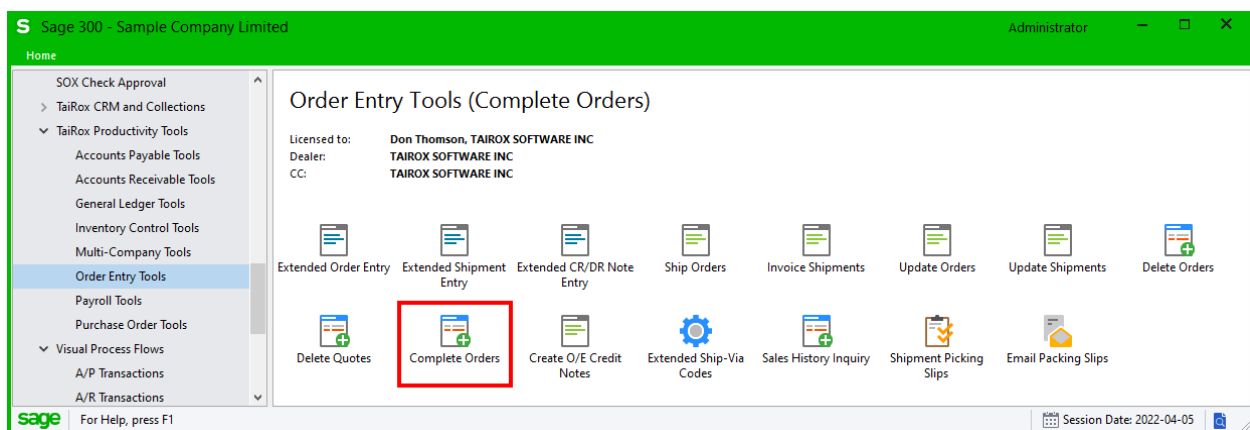 S Sage 300 - Sample Company Limited
Administrator
Home
SOX Check Approval
TaiRox CRM and Collections
TaiRox Productivity Tools
Accounts Payable Tools
Accounts Receivable Tools
General Ledger Tools
Inventory Control Tools
Multi-Company Tools
Order Entry Tools
Payroll Tools
Purchase Order Tools
Visual Process Flows
A/P Transactions
A/R Transactions
Order Entry Tools (Complete Orders)
Licensed to: Don Thomson, TAIROX SOFTWARE INC
Dealer: TAIROX SOFTWARE INC
CC: TAIROX SOFTWARE INC
Extended Order Entry
Extended Shipment
Entry
Extended CR/DR Note
Entry
Ship Orders
Invoice Shipments
Update Orders
Update Shipments
Delete Orders
Delete Quotes
Complete Orders
Create O/E Credit
Notes
Extended Ship-Via
Codes
Sales History Inquiry
Shipment Picking
Slips
Email Packing Slips
sage For Help, press F1
Session Date: 2022-04-05